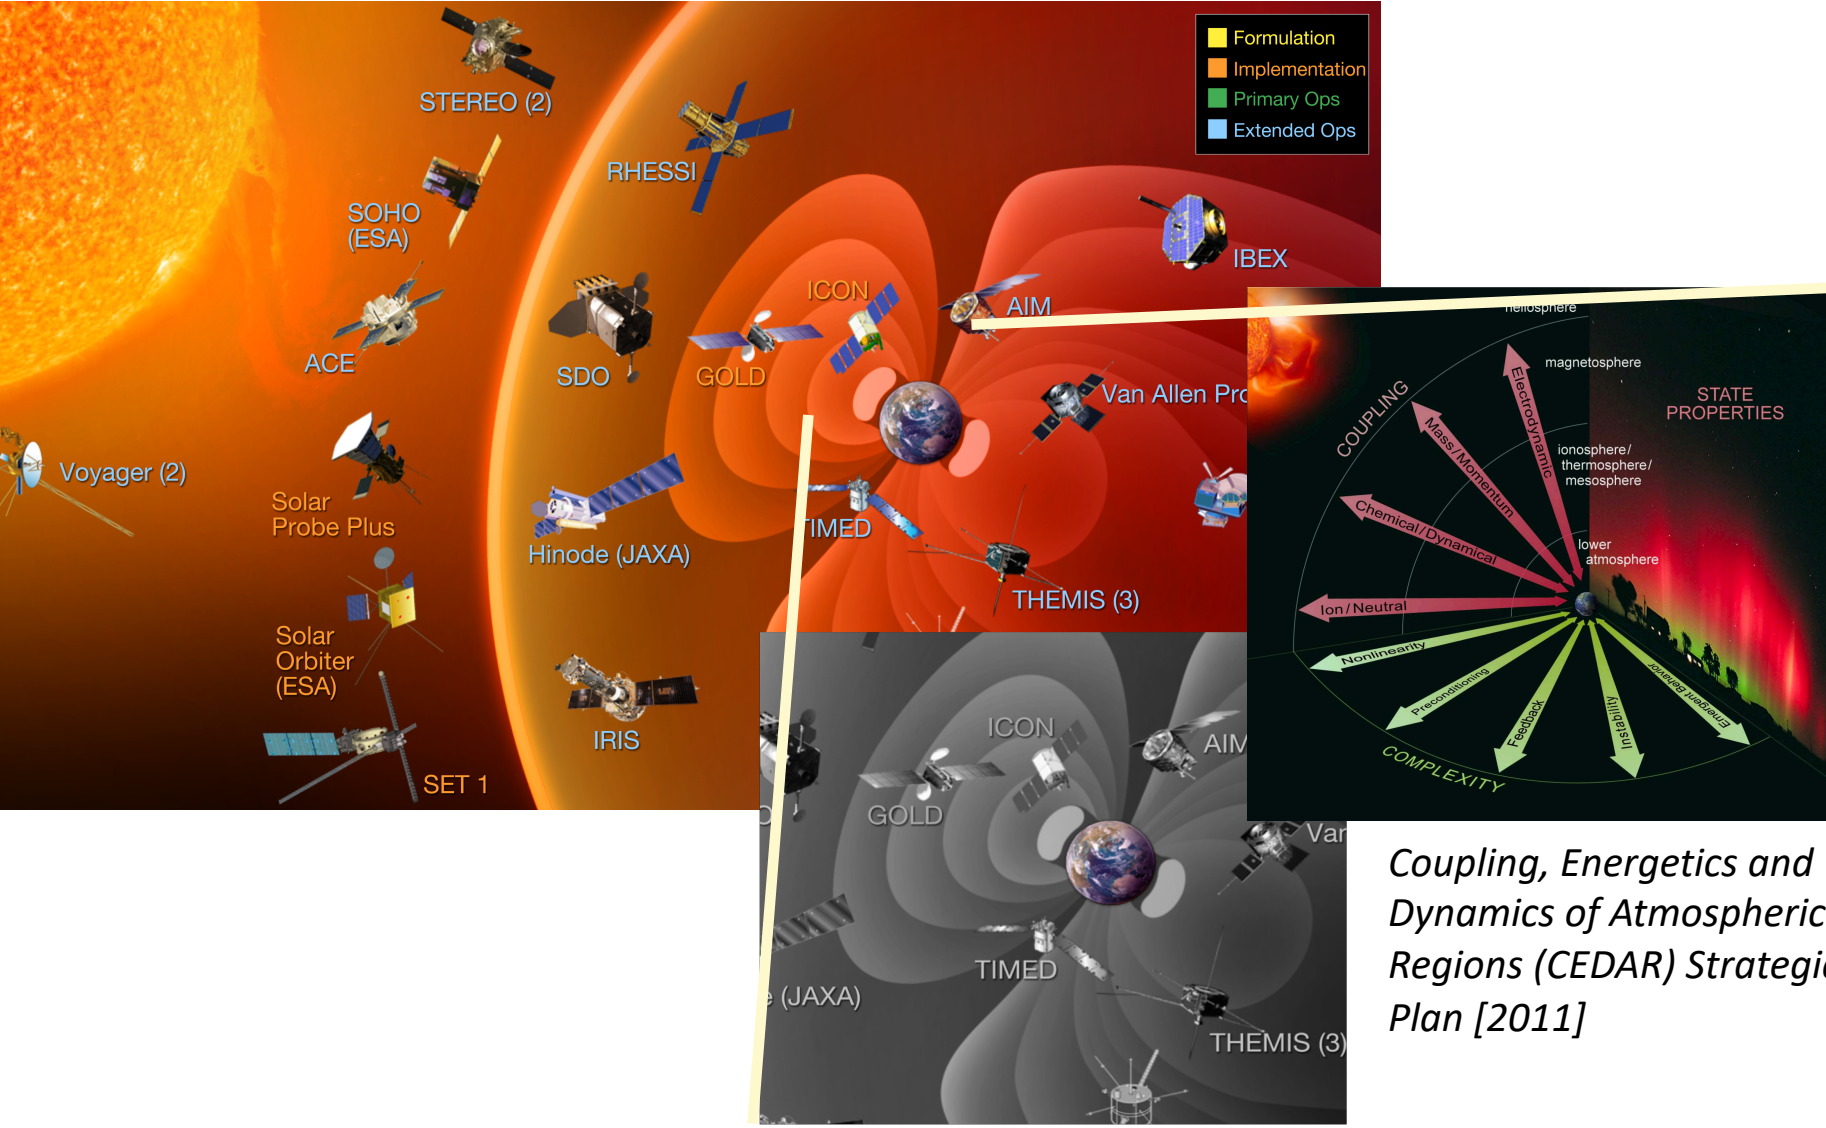 Formulation
Implementation
Primary Ops
Extended Ops
STEREO (2)
RHESSI
SOHO
(ESA)
IBEX
ICON
AIM
ACE
SDO
GOLD
Van Allen
Voyager (2)
Solar
Probe Plus
TIMED
Hinode (JAXA)
THEMIS (3)
Solar
Orbiter
(ESA)
IRIS
SET 1
heliosphere
magnetosphere
STATE
PROPERTIES
COUPLING
Electrodynamic
Mass/Momentum
ionosphere/
thermosphere/
mesosphere
Chemical/Dynamical
lower
atmosphere
Ion/Neutral
Nonlinearity
Preconditioning
Feedback
Instability
Emergent Behavior
COMPLEXITY
ICON
AIM
GOLD
TIMED
(JAXA)
THEMIS (3)
Coupling, Energetics and
Dynamics of Atmospheric
Regions (CEDAR)
Plan [2011]